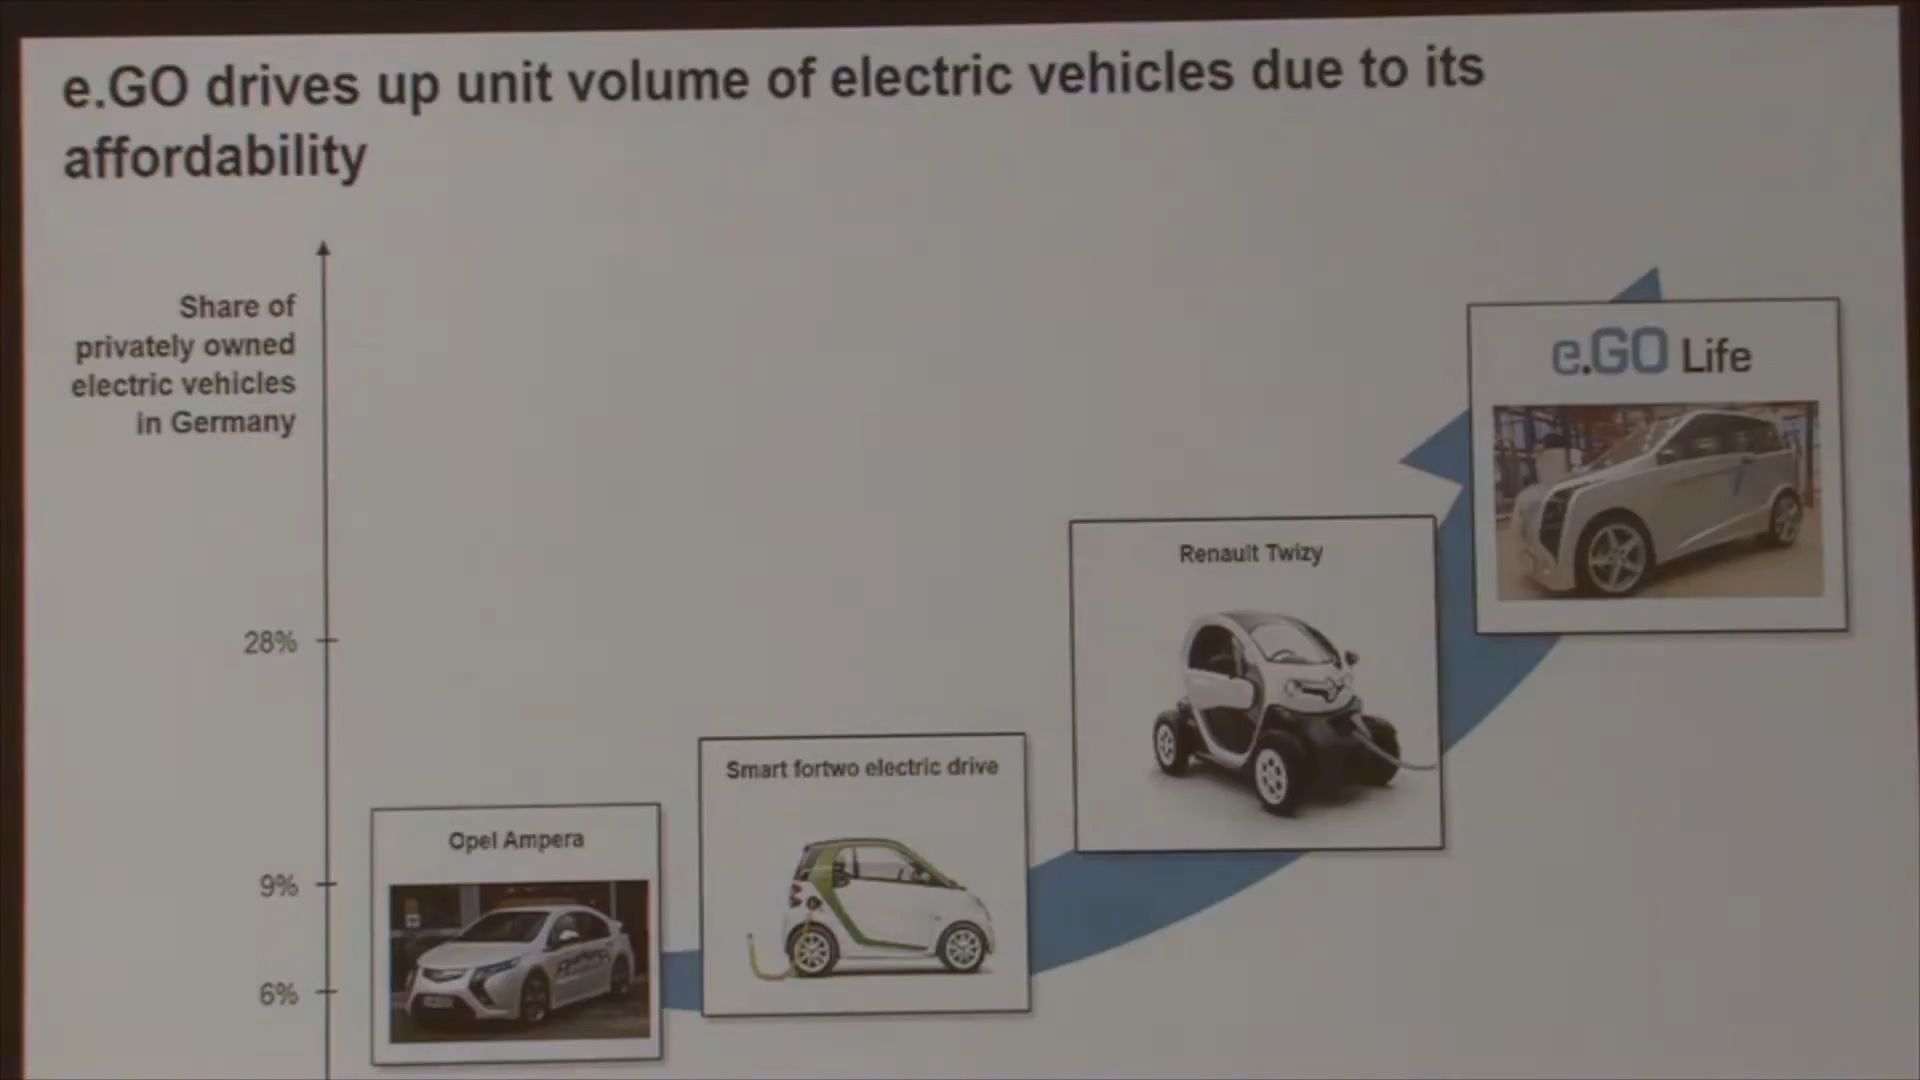 e.GO drives up unit volume of electric vehicles due to its
affordability
Share of
privately owned
electric vehicles
in Germany
28%
9%
6%
Opel Ampera
Smart fortwo electric drive
Renault Twizy
e.GO Life